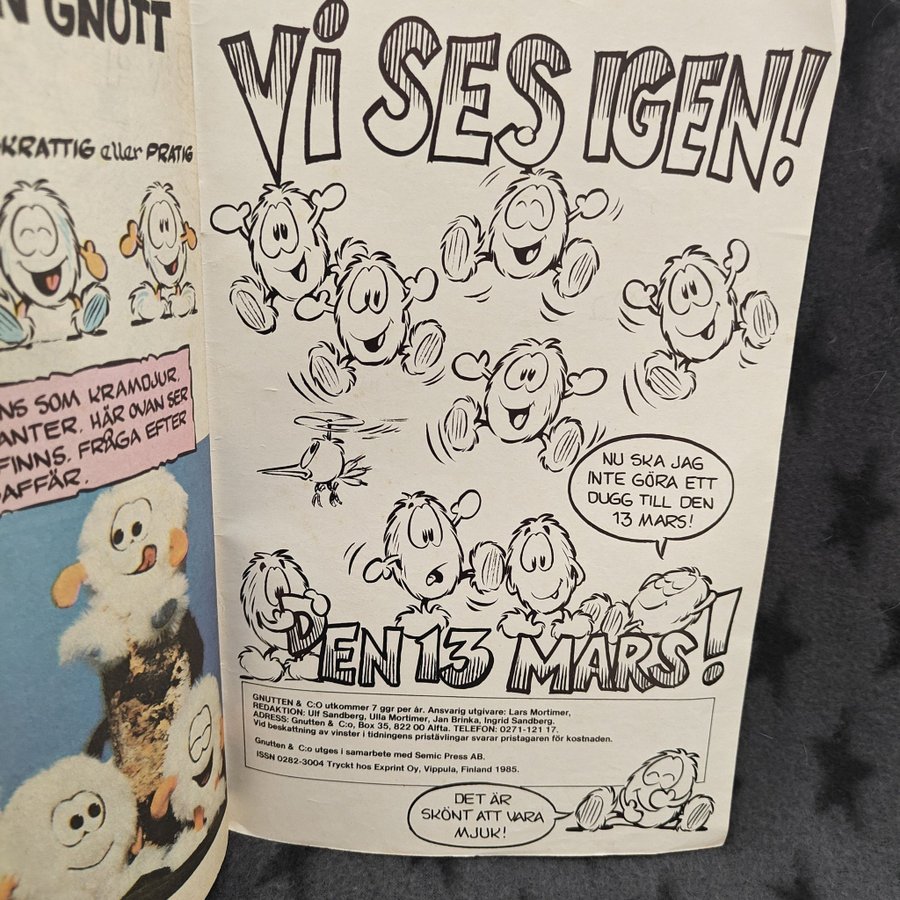 GNOTT
SKRATTIG eller PRATIG
SOM KRAMDJUR.
HÄR OVAN SER
FINNS. FRÅGA EFTER
AFFÄR.
Vi SES IGEN!
NU SKA JAG
INTE GÖRA ETT
DUGG TILL DEN
13 MARS!
DEN 13 MARS!
GNUTTEN & C:O utkommer 7 ggr per år. Ansvarig utgivare: Lars Mortimer,
REDAKTION: Ulf Sandberg, Ulla Mortimer, Jan Brinka, Ingrid Sandberg.
ADRESS: Gnutten & C:o, Box 35, 822 00 Alfta. TELEFON: 0271-121 17.
Vid beskattning av vinster i tidningens pristävlingar svarar pristagaren för kostnaden.
Gnutten & C:o utges i samarbete med Semic Press AB.
ISSN 0282-3004 Tryckt hos Exprint Oy, Vippula, Finland 1985.
DET ÄR
SKÖNT ATT VARA
MJUK!